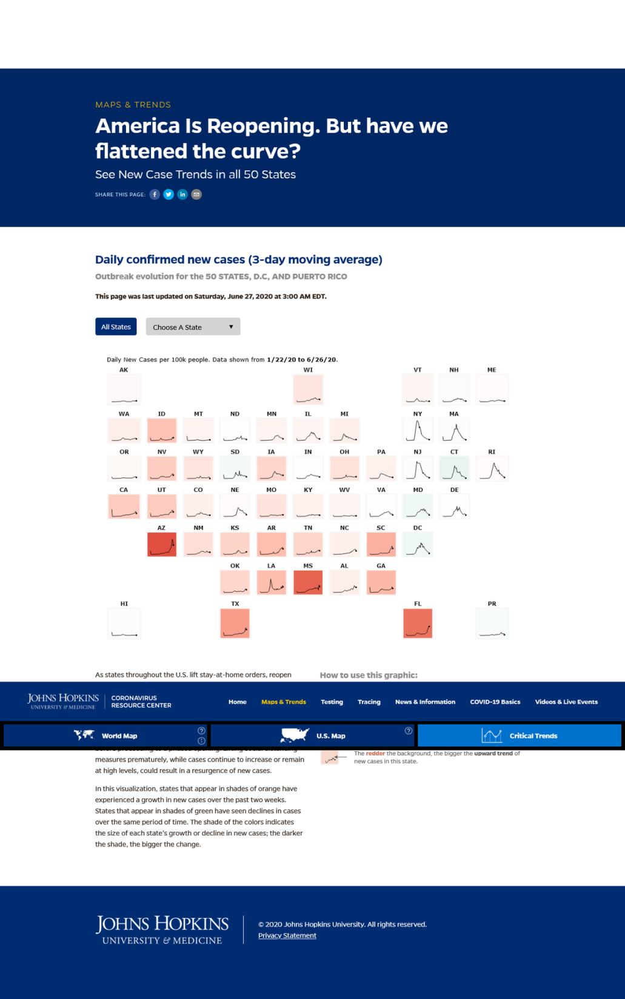 MAPS & TRENDS
America Is Reopening. But have we
flattened the curve?
See New Case Trends in all 50 States
SHARE THIS PAGE:
Daily confirmed new cases (3-day moving average)
Outbreak evolution for the 50 STATES, D.C, AND PUERTO RICO
This page was last updated on Saturday, June 27, 2020 at 3:00 AM EDT.
All States
Choose A State
Daily New Cases per 100k people. Data shown from 1/22/20 to 6/26/20.
AK WI VT NH ME
WA ID MT ND MN IL MI NY MA
OR NV WY SD IA IN OH PA NJ CT RI
CA UT CO NE MO KY WV VA MD DE
AZ NM KS AR TN NC SC DC
OK LA MS AL GA
HI TX FL PR
As states throughout the U.S. lift stay-at-home orders, reopen
How to use this graphic:
JOHNS HOPKINS
UNIVERSITY & MEDICINE
CORONAVIRUS
RESOURCE CENTER
Home Maps & Trends Testing Tracing News & Information COVID-19 Basics Videos & Live Events
World Map
U.S. Map
Critical Trends
measures prematurely, while cases continue to increase or remain
at high levels, could result in a resurgence of new cases.
The redder the background, the bigger the upward trend of
new cases in this state.
In this visualization, states that appear in shades of orange have
experienced a growth in new cases over the past two weeks.
States that appear in shades of green have seen declines in cases
over the same period of time. The shade of the colors indicates
the size of each state's growth or decline in new cases; the darker
the shade, the bigger the change.
JOHNS HOPKINS
UNIVERSITY & MEDICINE
© 2020 Johns Hopkins University. All rights reserved.
Privacy Statement